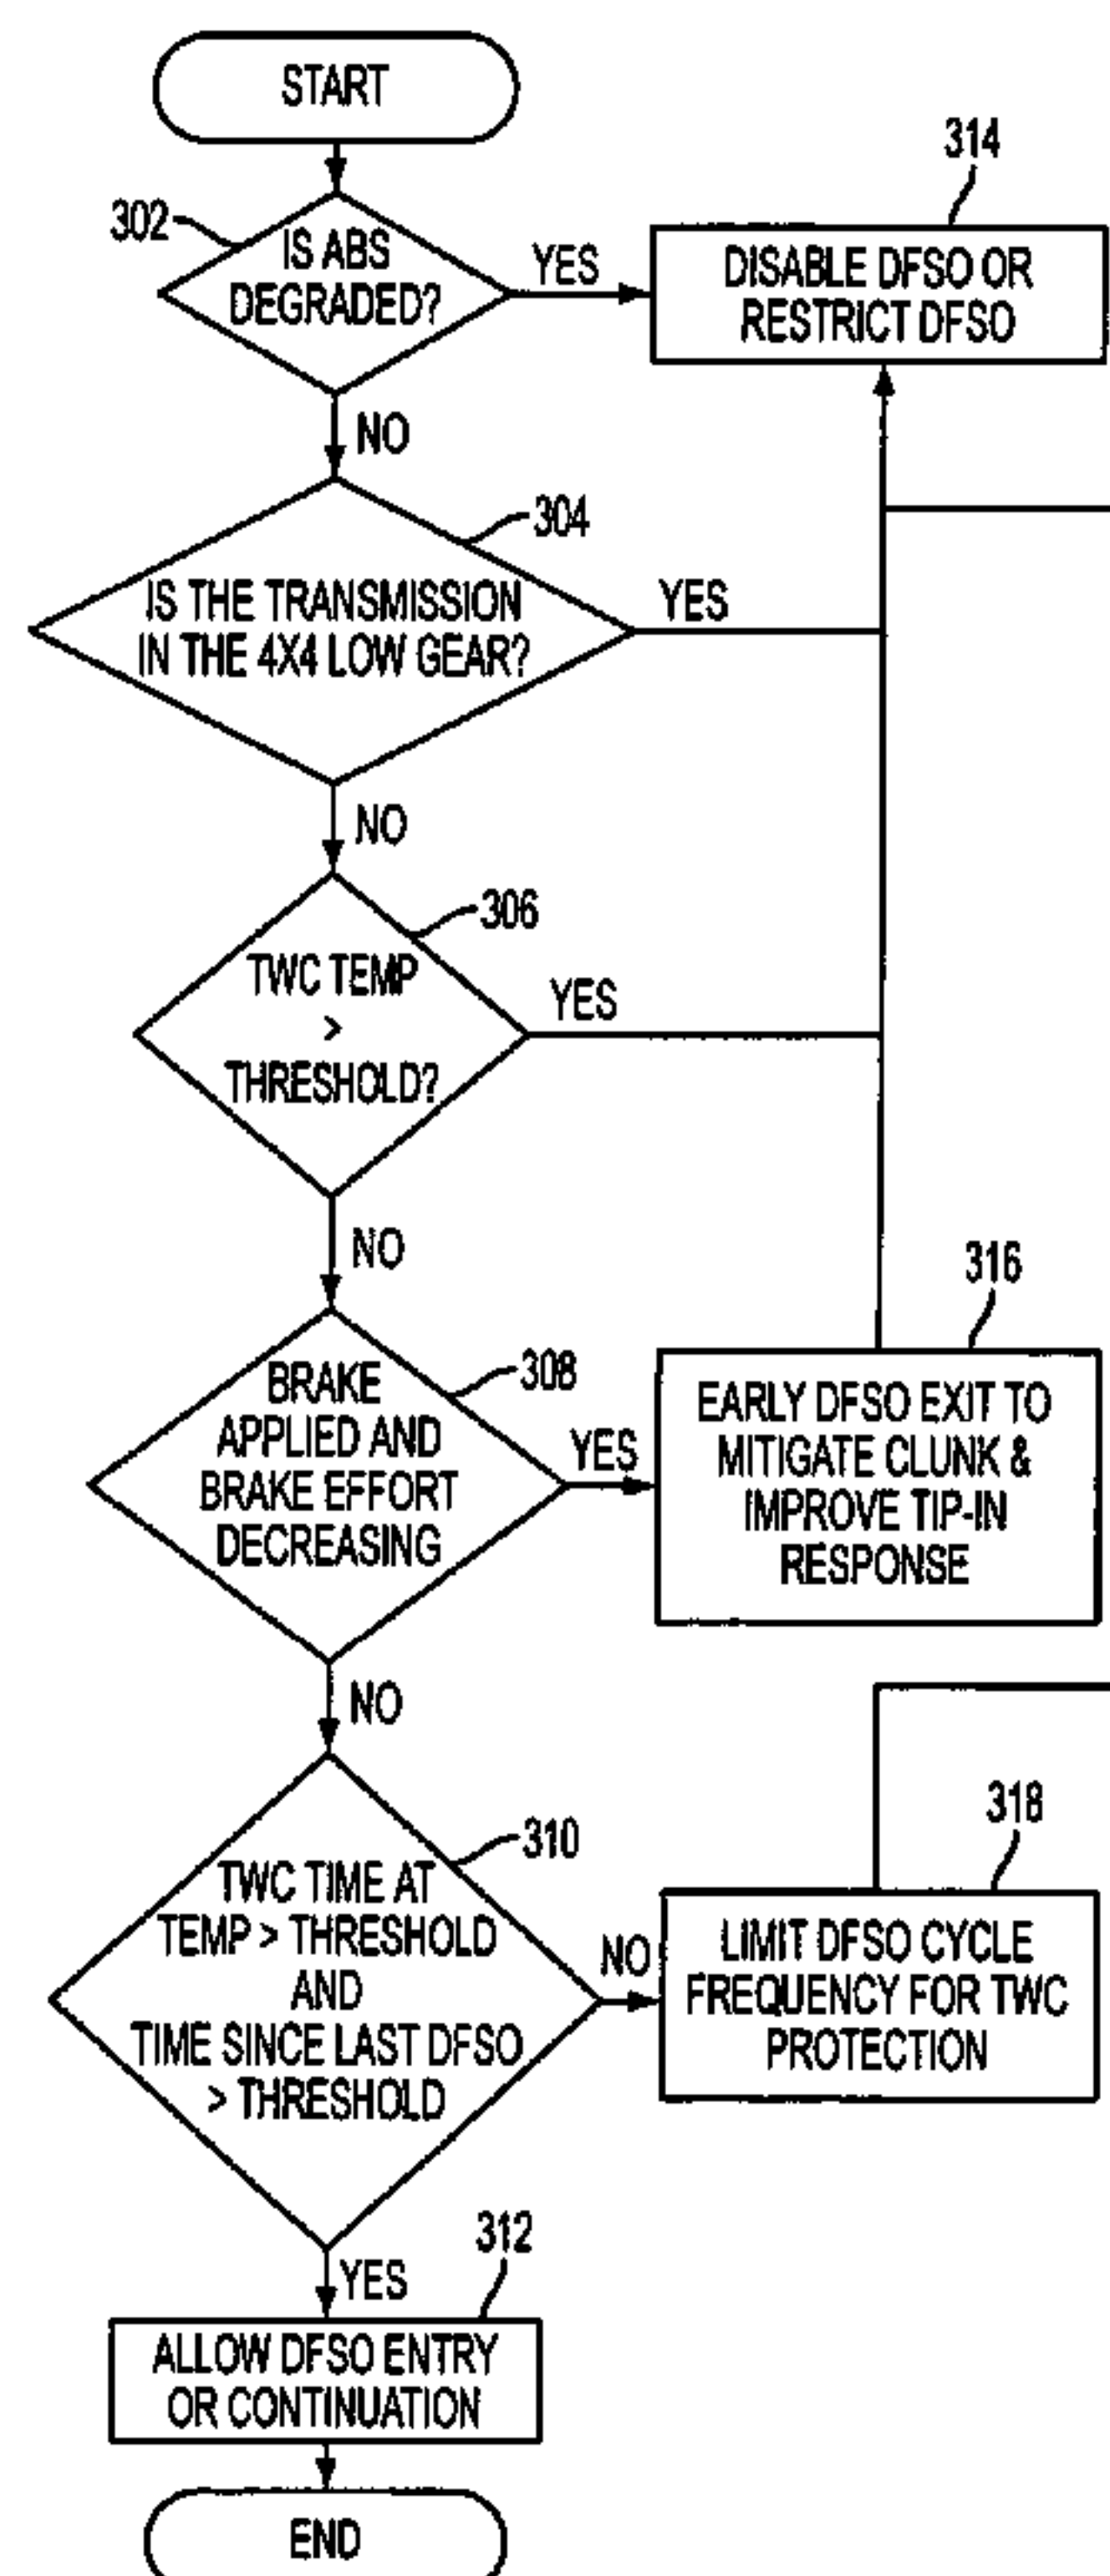 START
302
IS ABS
DEGRADED?
YES
314
DISABLE DFSO OR
RESTRICT DFSO
NO
304
IS THE TRANSMISSION
IN THE 4X4 LOW GEAR?
YES
NO
306
TWC TEMP
>
THRESHOLD?
YES
NO
308
BRAKE
APPLIED AND
BRAKE EFFORT
DECREASING
YES
316
EARLY DFSO EXIT TO
MITIGATE CLUNK &
IMPROVE TIP-IN
RESPONSE
NO
310
TWC TIME AT
TEMP > THRESHOLD
AND
TIME SINCE LAST DFSO
> THRESHOLD
NO
318
LIMIT DFSO CYCLE
FREQUENCY FOR TWC
PROTECTION
YES
312
ALLOW DFSO ENTRY
OR CONTINUATION
END